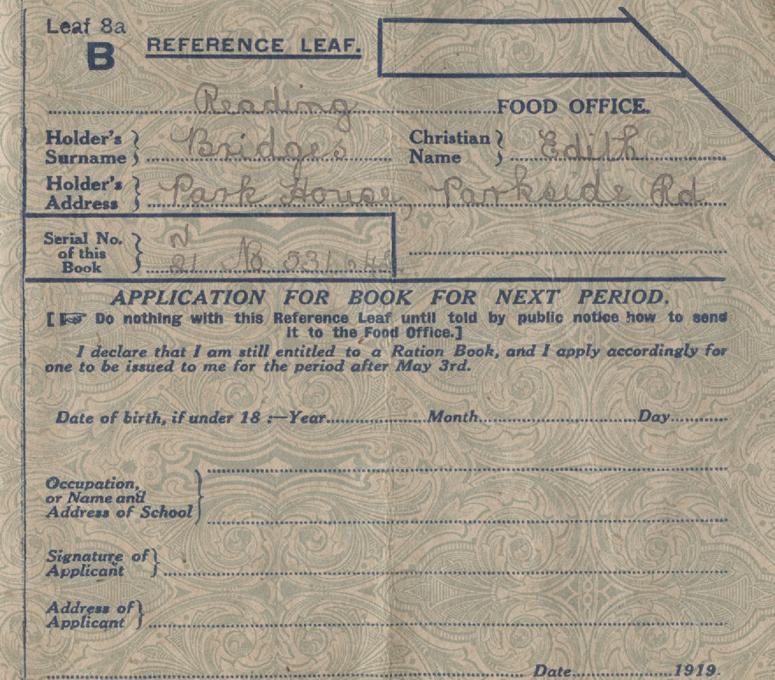 Leaf 8a
B REFERENCE LEAF.
Reading FOOD OFFICE.
Holder's Surname } Bridges Christian Name } Edith
Holder's Address } Park House, Parkside Rd.
Serial No. of this Book } N 21 No 331,642
APPLICATION FOR BOOK FOR NEXT PERIOD.
[☞ Do nothing with this Reference Leaf until told by public notice how to send
it to the Food Office.]
I declare that I am still entitled to a Ration Book, and I apply accordingly for
one to be issued to me for the period after May 3rd.
Date of birth, if under 18 :—Year............Month............Day............
Occupation,
or Name and
Address of School
Signature of
Applicant
Address of
Applicant
Date............1919.